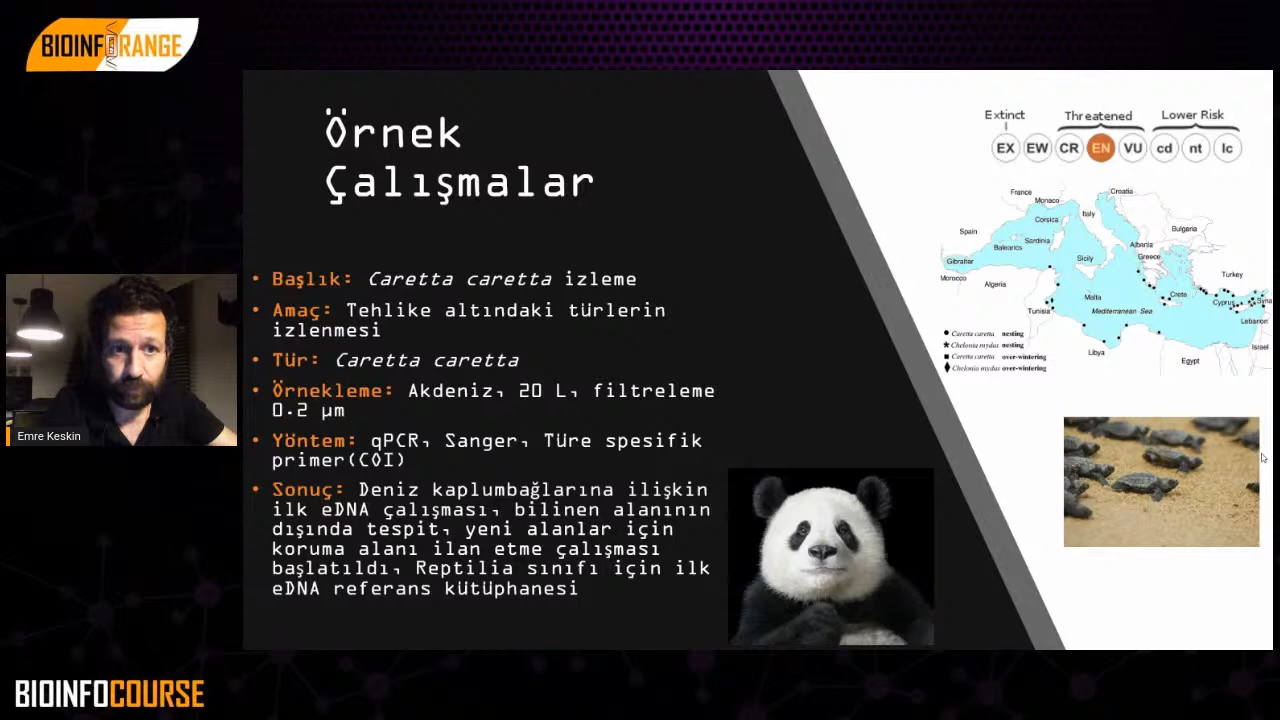 BIOINFORANGE
Örnek
Çalışmalar
• Başlık: Caretta caretta izleme
• Amaç: Tehlike altındaki türlerin
izlenmesi
• Tür: Caretta caretta
• Örnekleme: Akdeniz, 20 L, filtreleme
0.2 µm
• Yöntem: qPCR, Sanger, Türe spesifik
primer(COI)
• Sonuç: Deniz kaplumbağlarına ilişkin
ilk eDNA çalışması, bilinen alanının
dışında tespit, yeni alanlar için
koruma alanı ilan etme çalışması
başlatıldı, Reptilia sınıfı için ilk
eDNA referans kütüphanesi
Extinct Threatened Lower Risk
EX EW CR EN VU cd nt lc
France
Croatia
Monaco
Italy
Corsica
Spain
Bulgaria
Sardinia
Balearics
Albania
Gibraltar
Sicily
Greece
Turkey
Morocco
Algeria
Malta
Crete
Cyprus
Syria
Tunisia
Mediterranean Sea
Lebanon
Libya
Israel
Egypt
Caretta caretta nesting
Chelonia mydas nesting
Caretta caretta over-wintering
Chelonia mydas over-wintering
Emre Keskin
BIOINFOCOURSE